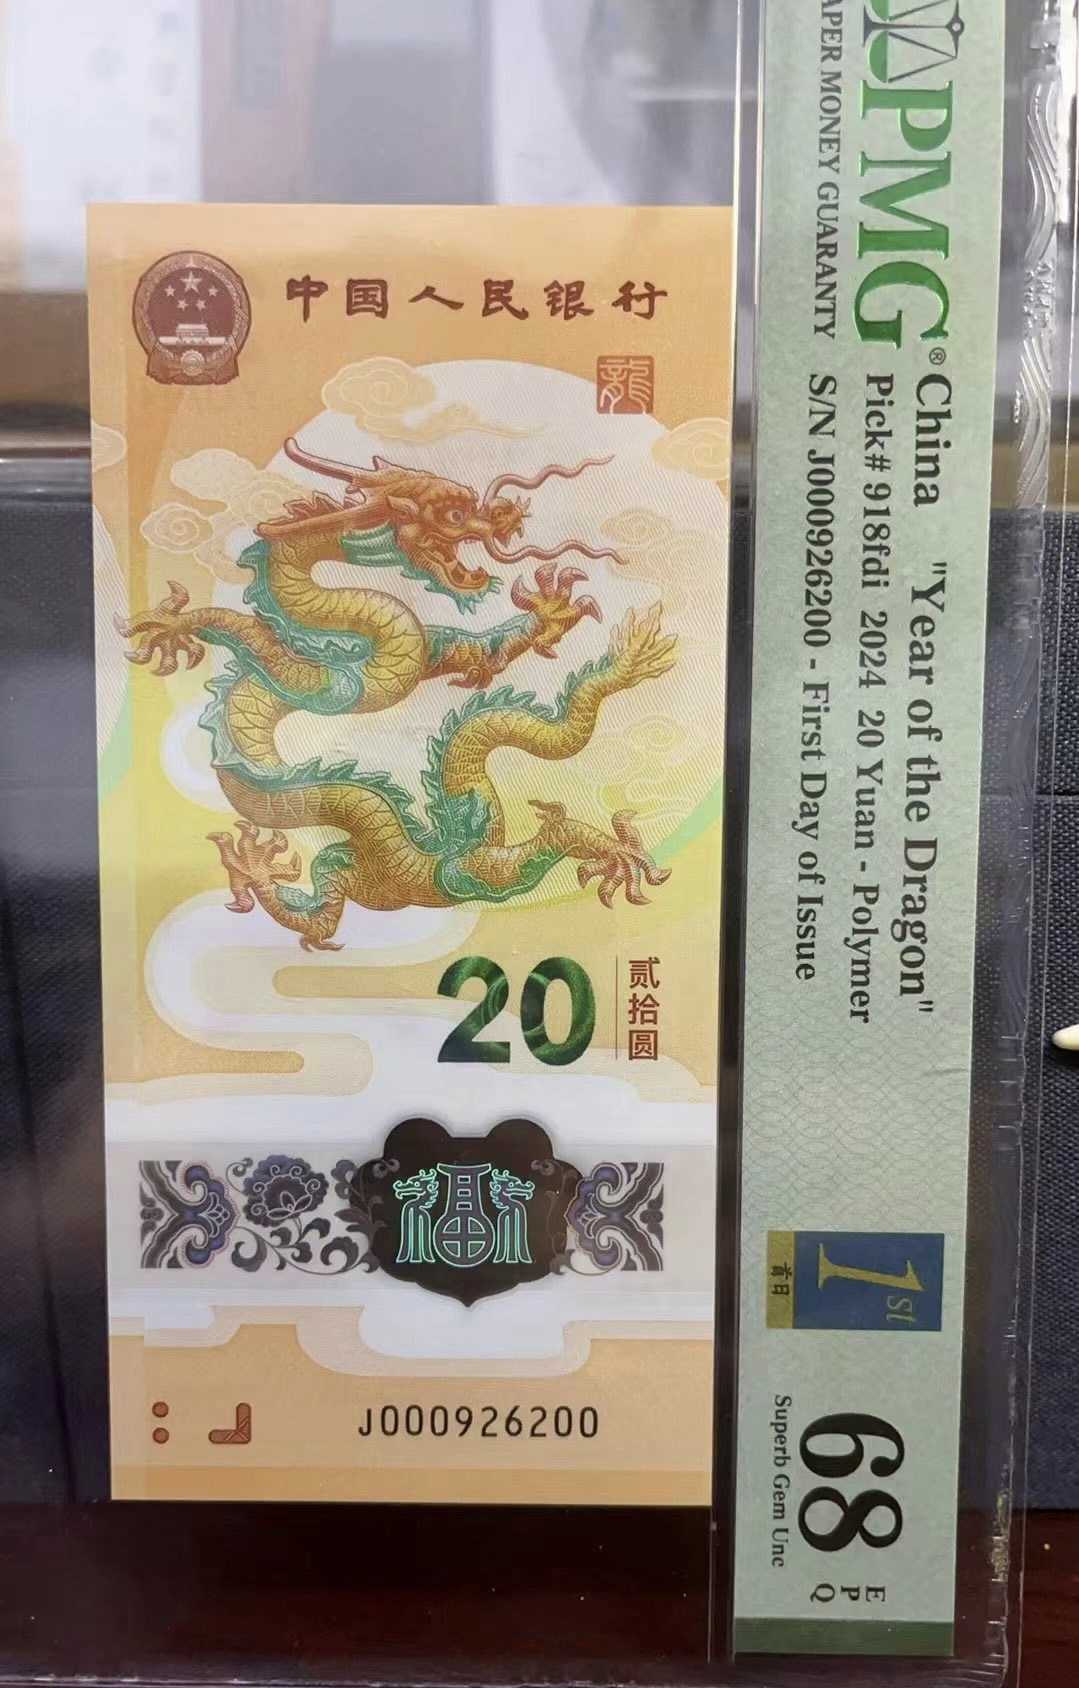 中国人民银行
龍
20
贰拾圆
福
J000926200
PMG®
PAPER MONEY GUARANTY
China "Year of the Dragon"
Pick# 918fdi 2024 20 Yuan - Polymer
S/N J000926200 - First Day of Issue
1st
首日
68
EPQ
Superb Gem Unc